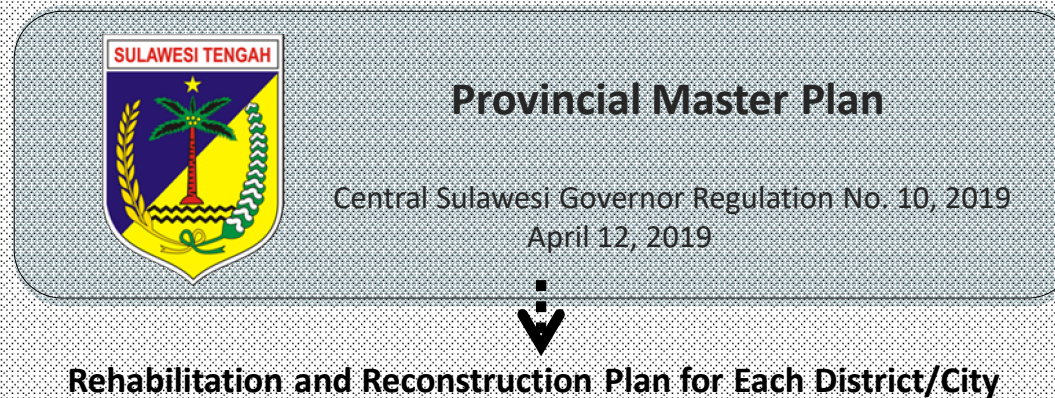 SULAWESI TENGAH
Provincial Master Plan
Central Sulawesi Governor Regulation No. 10, 2019
April 12, 2019
Rehabilitation and Reconstruction Plan for Each District/City